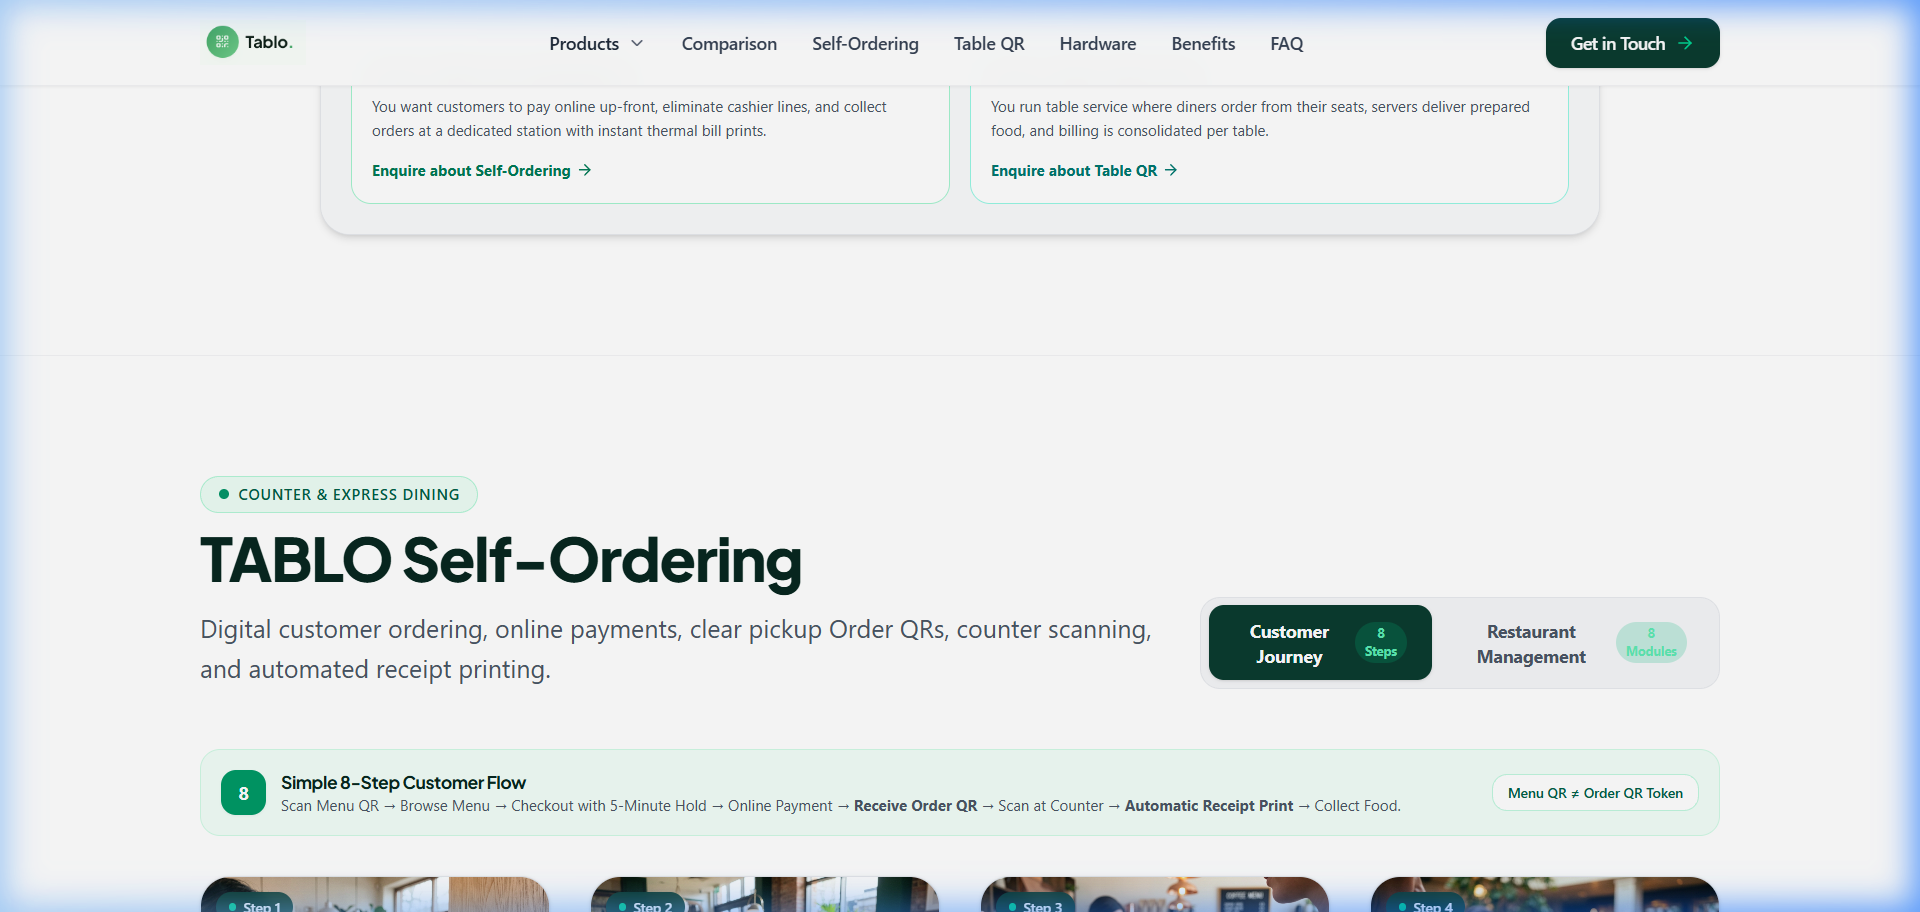 Tablo.
Products
Comparison
Self-Ordering
Table QR
Hardware
Benefits
FAQ
Get in Touch →
You want customers to pay online up-front, eliminate cashier lines, and collect
orders at a dedicated station with instant thermal bill prints.
Enquire about Self-Ordering →
You run table service where diners order from their seats, servers deliver prepared
food, and billing is consolidated per table.
Enquire about Table QR →
COUNTER & EXPRESS DINING
TABLO Self-Ordering
Digital customer ordering, online payments, clear pickup Order QRs, counter scanning,
and automated receipt printing.
Customer
Journey
8
Steps
Restaurant
Management
8
Modules
8
Simple 8-Step Customer Flow
Scan Menu QR → Browse Menu → Checkout with 5-Minute Hold → Online Payment → Receive Order QR → Scan at Counter → Automatic Receipt Print → Collect Food.
Menu QR ≠ Order QR Token
Step 1
Step 2
Step 3
COFFEE MENU
Step 4